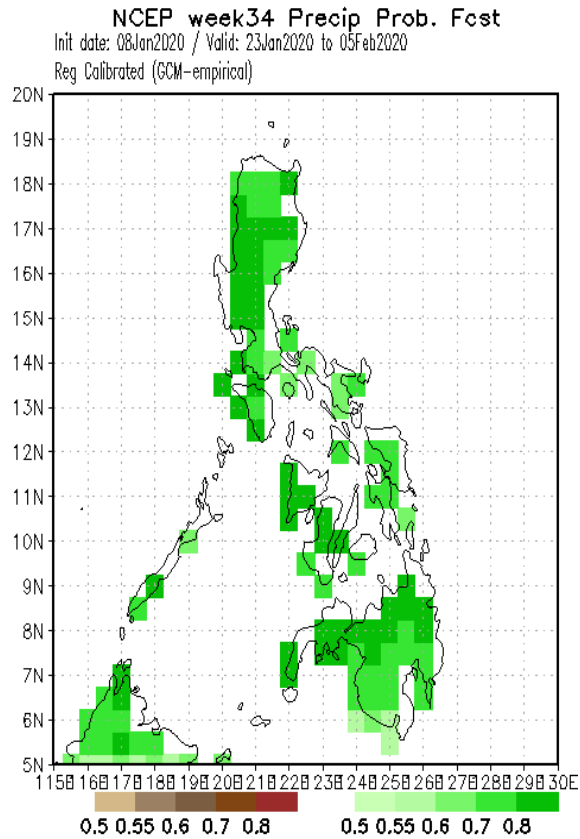 NCEP week34 Precip Prob. Fcst
Init date: 08Jan2020 / Valid: 23Jan2020 to 05Feb2020
Reg Calibrated (GCM-empirical)
20N
19N
18N
17N
16N
15N
14N
13N
12N
11N
10N
9N
8N
7N
6N
5N
115E 116E 117E 118E 119E 120E 121E 122E 123E 124E 125E 126E 127E 128E 129E 130E
0.5 0.55 0.6 0.7 0.8 0.5 0.55 0.6 0.7 0.8